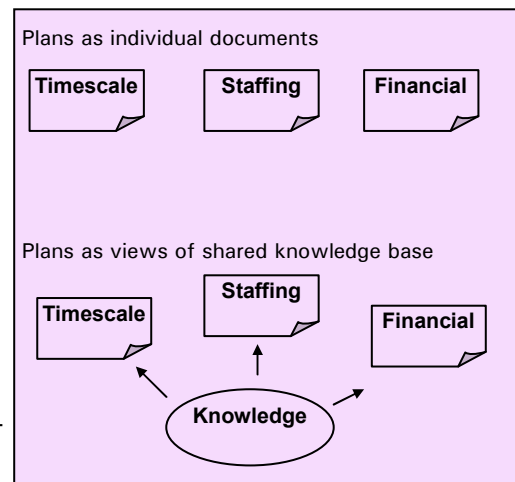 Plans as individual documents
Timescale Staffing Financial
Plans as views of shared knowledge base
Staffing
Timescale Financial
Knowledge